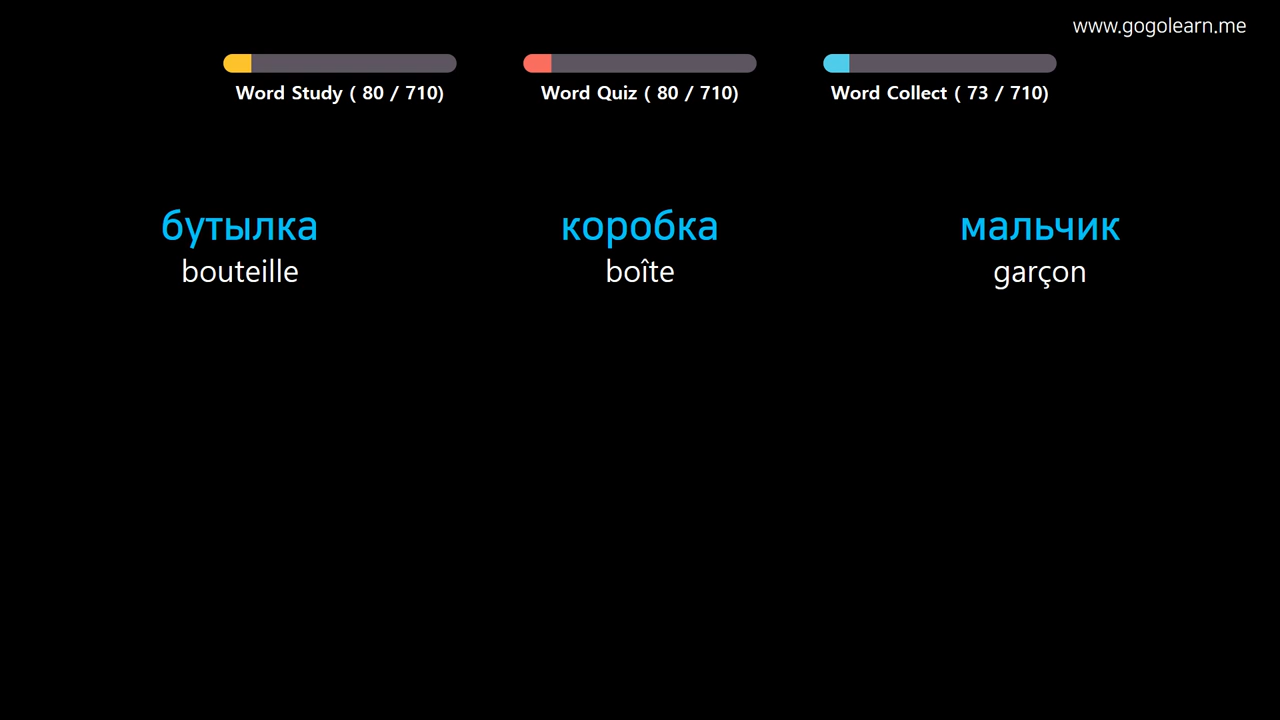 www.gogolearn.me
Word Study ( 80 / 710)
Word Quiz ( 80 / 710)
Word Collect ( 73 / 710)
бутылка
bouteille
коробка
boîte
мальчик
garçon